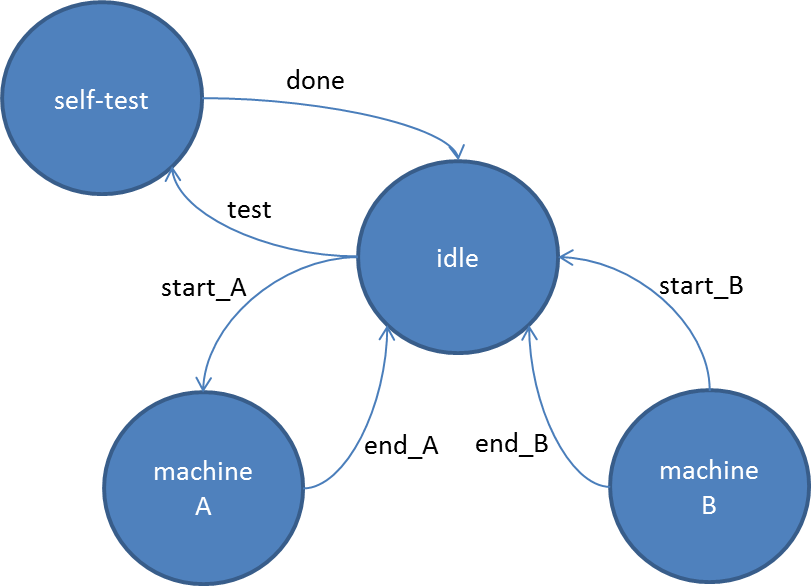 done
self-test
test
idle
start_A
start_B
end_A
end_B
machine
A
machine
B